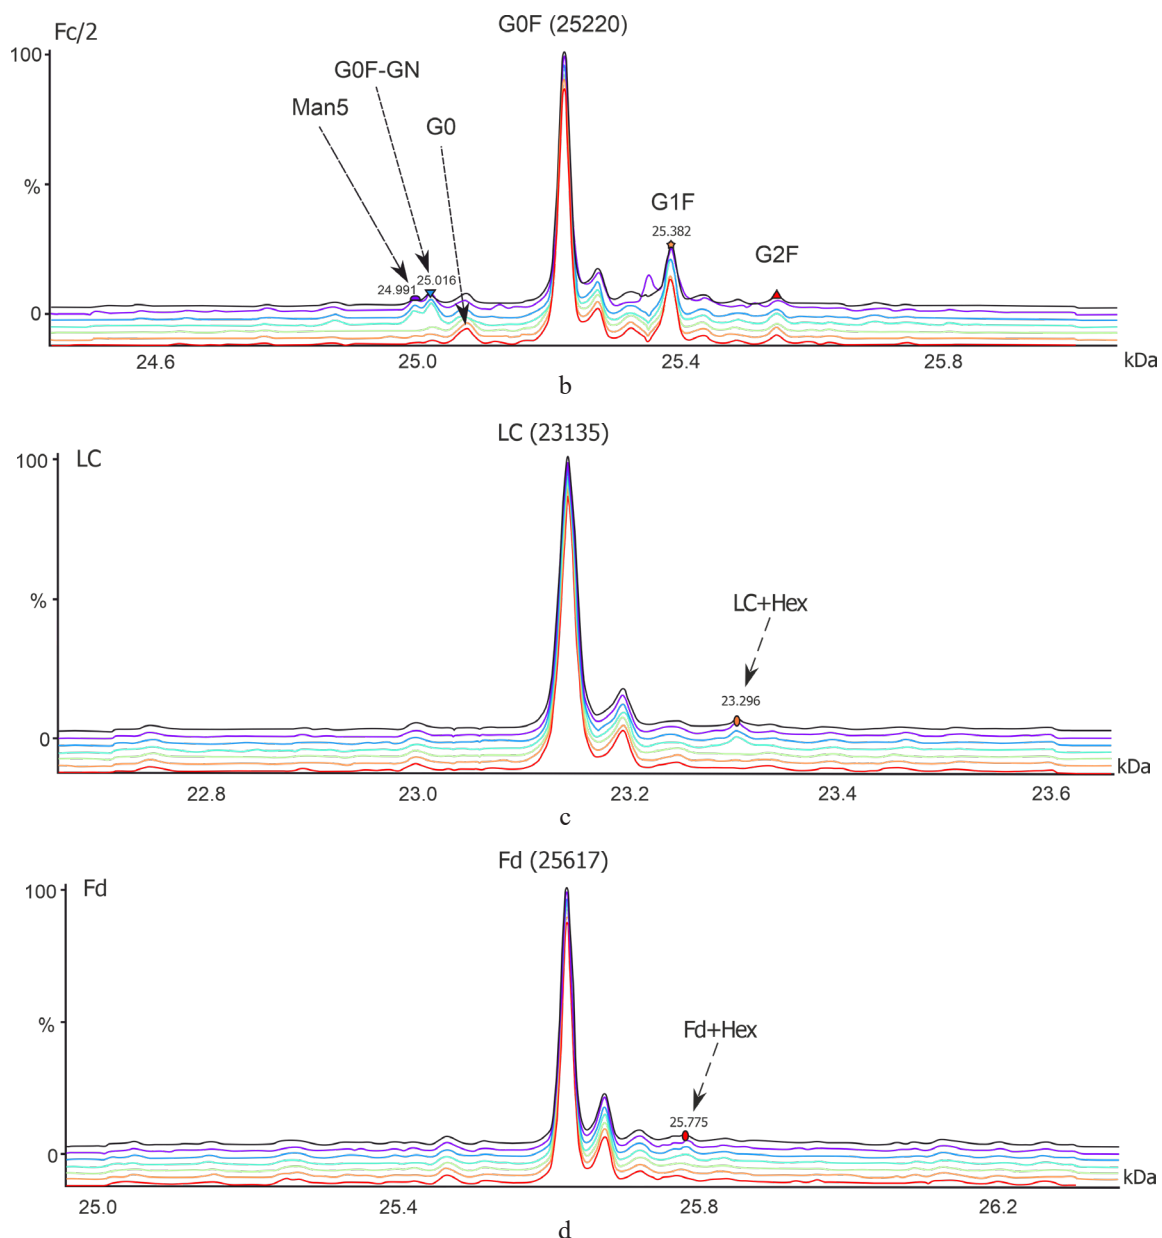 G0F (25220)
Fc/2
100
G0F-GN
Man5
G0
%
G1F
25.382
G2F
24.991
25.016
0
24.6
25.0
25.4
25.8
kDa
b
LC (23135)
100
LC
%
LC+Hex
23.296
0
kDa
22.8
23.0
23.2
23.4
23.6
c
Fd (25617)
100
Fd
%
Fd+Hex
25.775
0
kDa
25.0
25.4
25.8
26.2
d